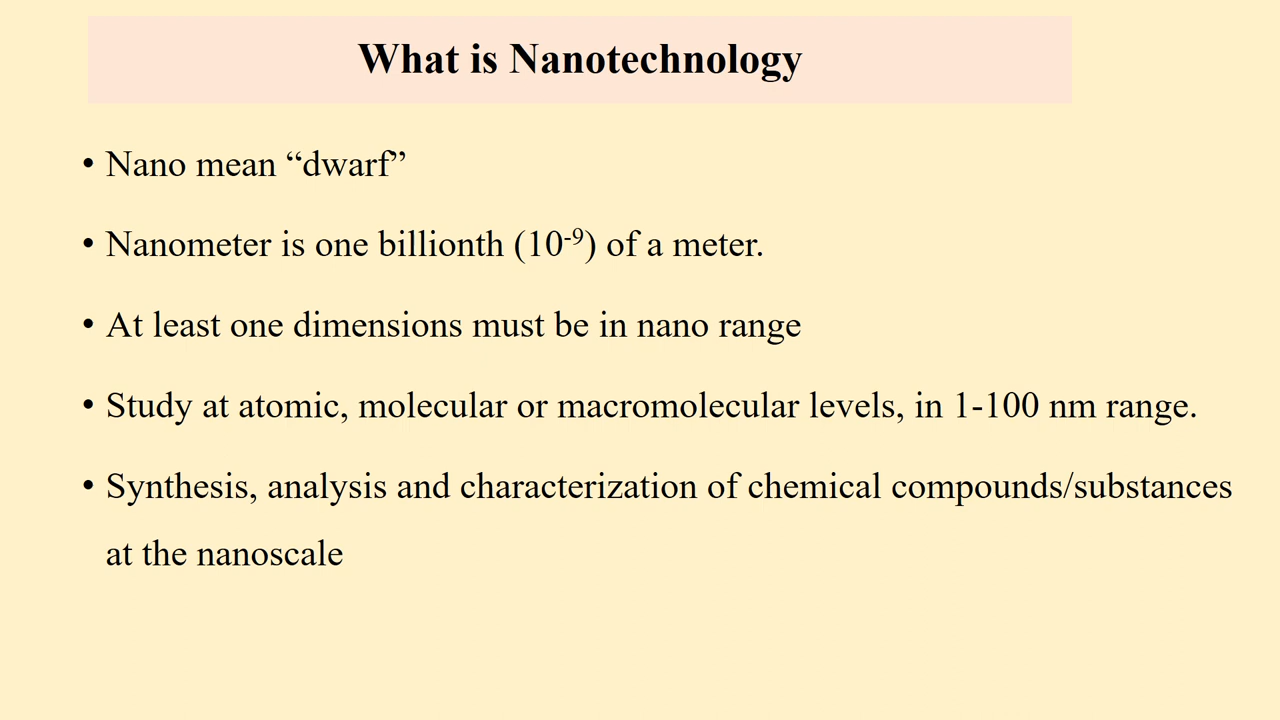 What is Nanotechnology
• Nano mean “dwarf”
• Nanometer is one billionth (10⁻⁹) of a meter.
• At least one dimensions must be in nano range
• Study at atomic, molecular or macromolecular levels, in 1-100 nm range.
• Synthesis, analysis and characterization of chemical compounds/substances
at the nanoscale